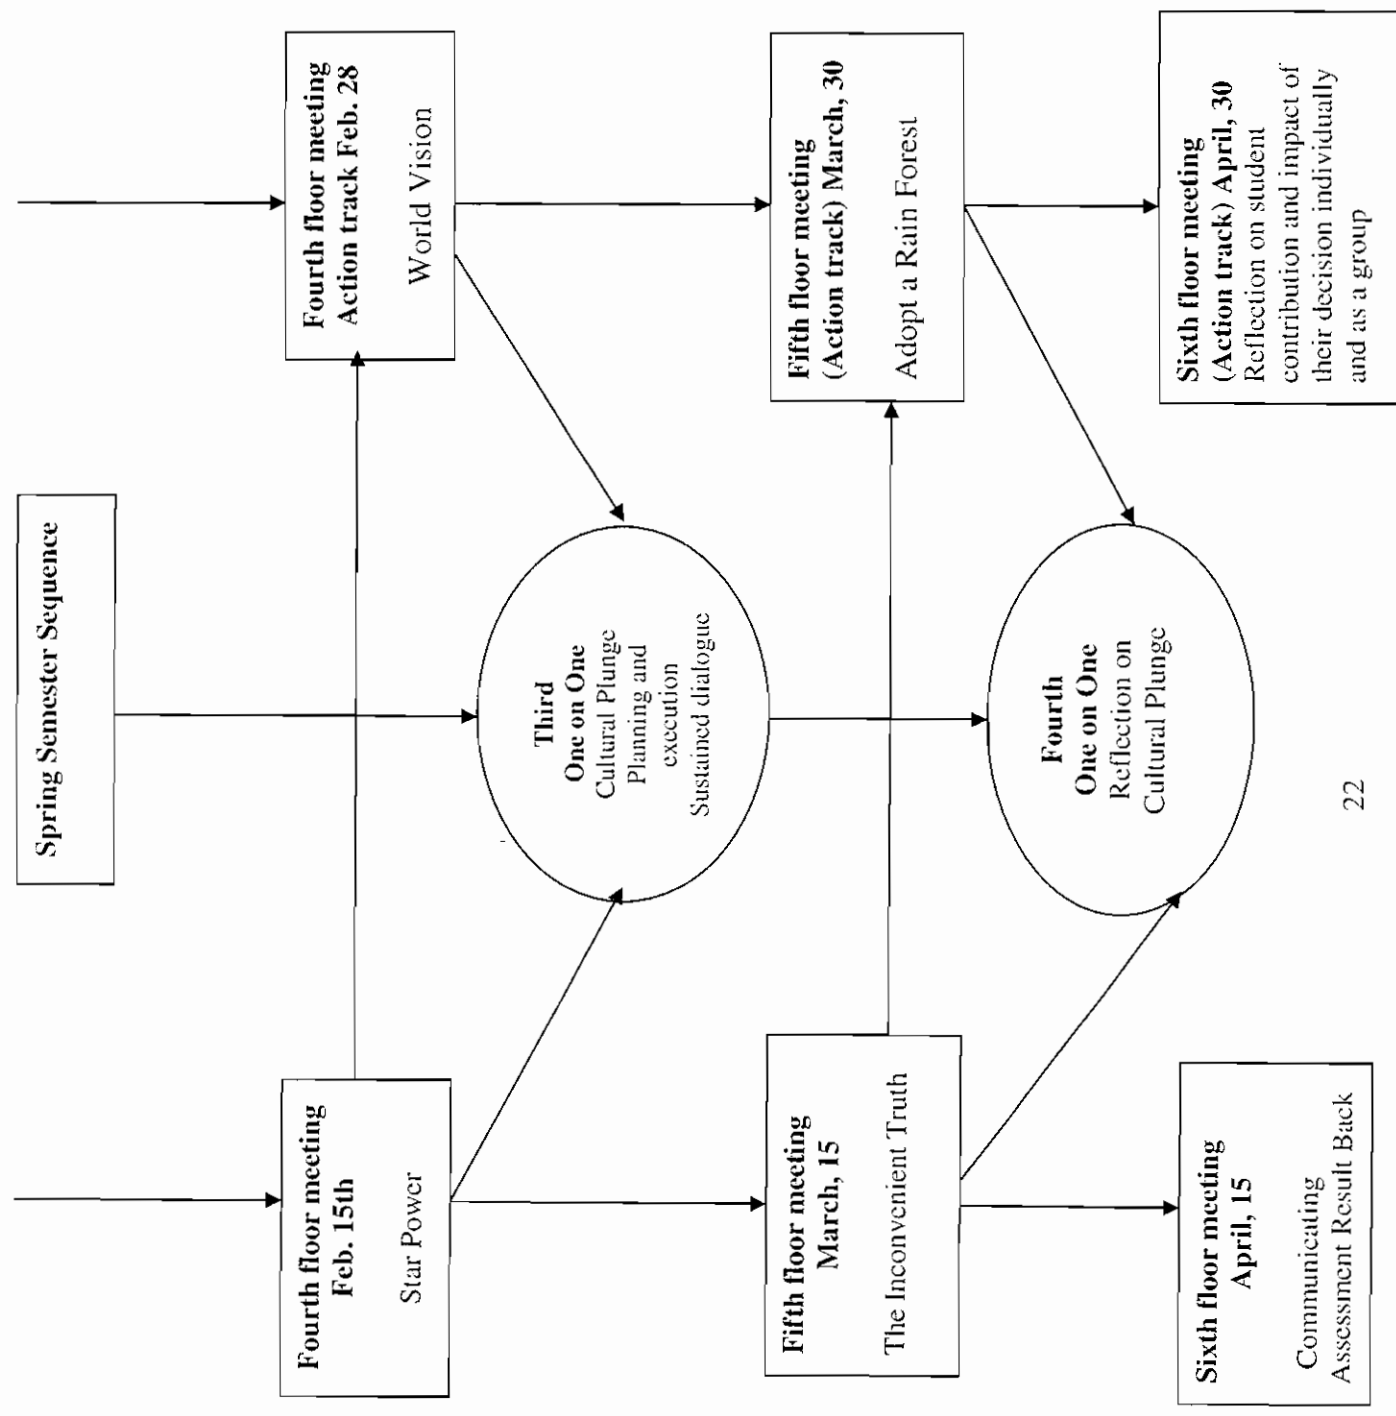 Spring Semester Sequence
Fourth floor meeting
Feb. 15th
Star Power
Fourth floor meeting
Action track Feb. 28
World Vision
Third
One on One
Cultural Plunge
Planning and
execution
Sustained dialogue
Fifth floor meeting
March, 15
The Inconvenient Truth
Fifth floor meeting
(Action track) March, 30
Adopt a Rain Forest
Fourth
One on One
Reflection on
Cultural Plunge
Sixth floor meeting
April, 15
Communicating
Assessment Result Back
Sixth floor meeting
(Action track) April, 30
Reflection on student
contribution and impact of
their decision individually
and as a group
22